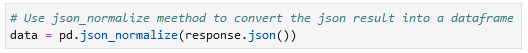 # Use json_normalize meethod to convert the json result into a dataframe
data = pd.json_normalize(response.json())